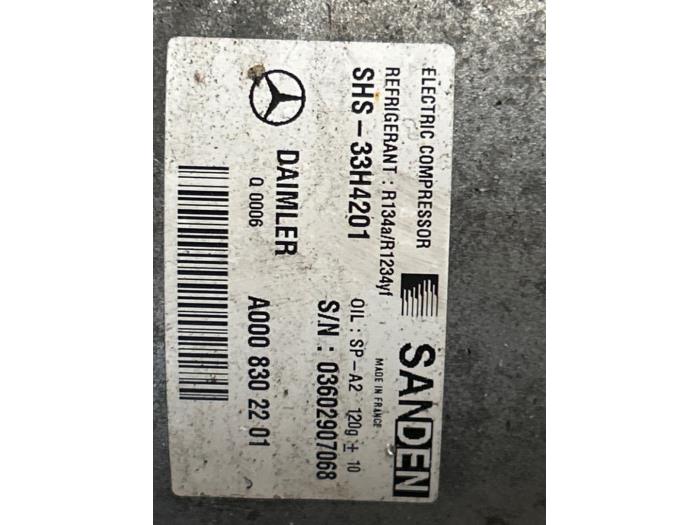 ELECTRIC COMPRESSOR
SANDEN
REFRIGERANT : R134a/R1234yf
MADE IN FRANCE
SHS-33H4201
OIL : SP-A2 120g ± 10
S/N : 03602907068
DAIMLER
Q 0006
A000 830 22 01